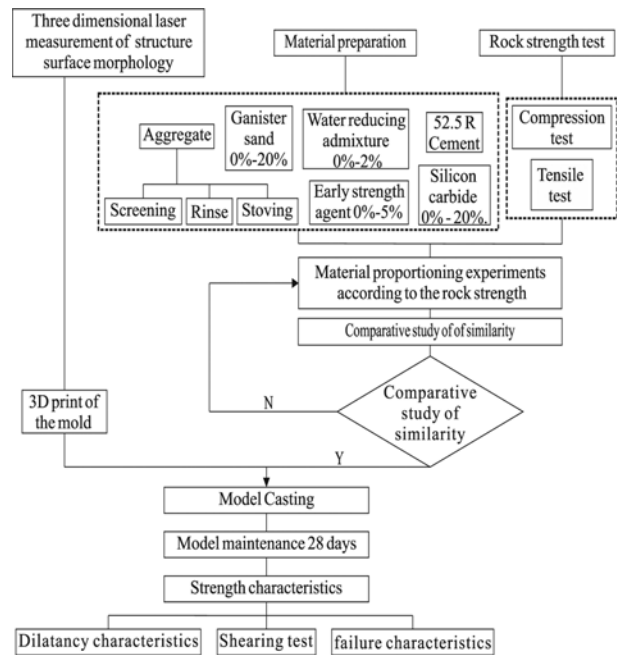 Three dimensional laser
measurement of structure
surface morphology
Material preparation
Rock strength test
Aggregate
Screening
Rinse
Stoving
Ganister
sand
0%-20%
Water reducing
admixture
0%-2%
Early strength
agent 0%-5%
52.5 R
Cement
Silicon
carbide
0% - 20%.
Compression
test
Tensile
test
Material proportioning experiments
according to the rock strength
Comparative study of of similarity
Comparative
study of
similarity
N
Y
3D print of
the mold
Model Casting
Model maintenance 28 days
Strength characteristics
Dilatancy characteristics
Shearing test
failure characteristics